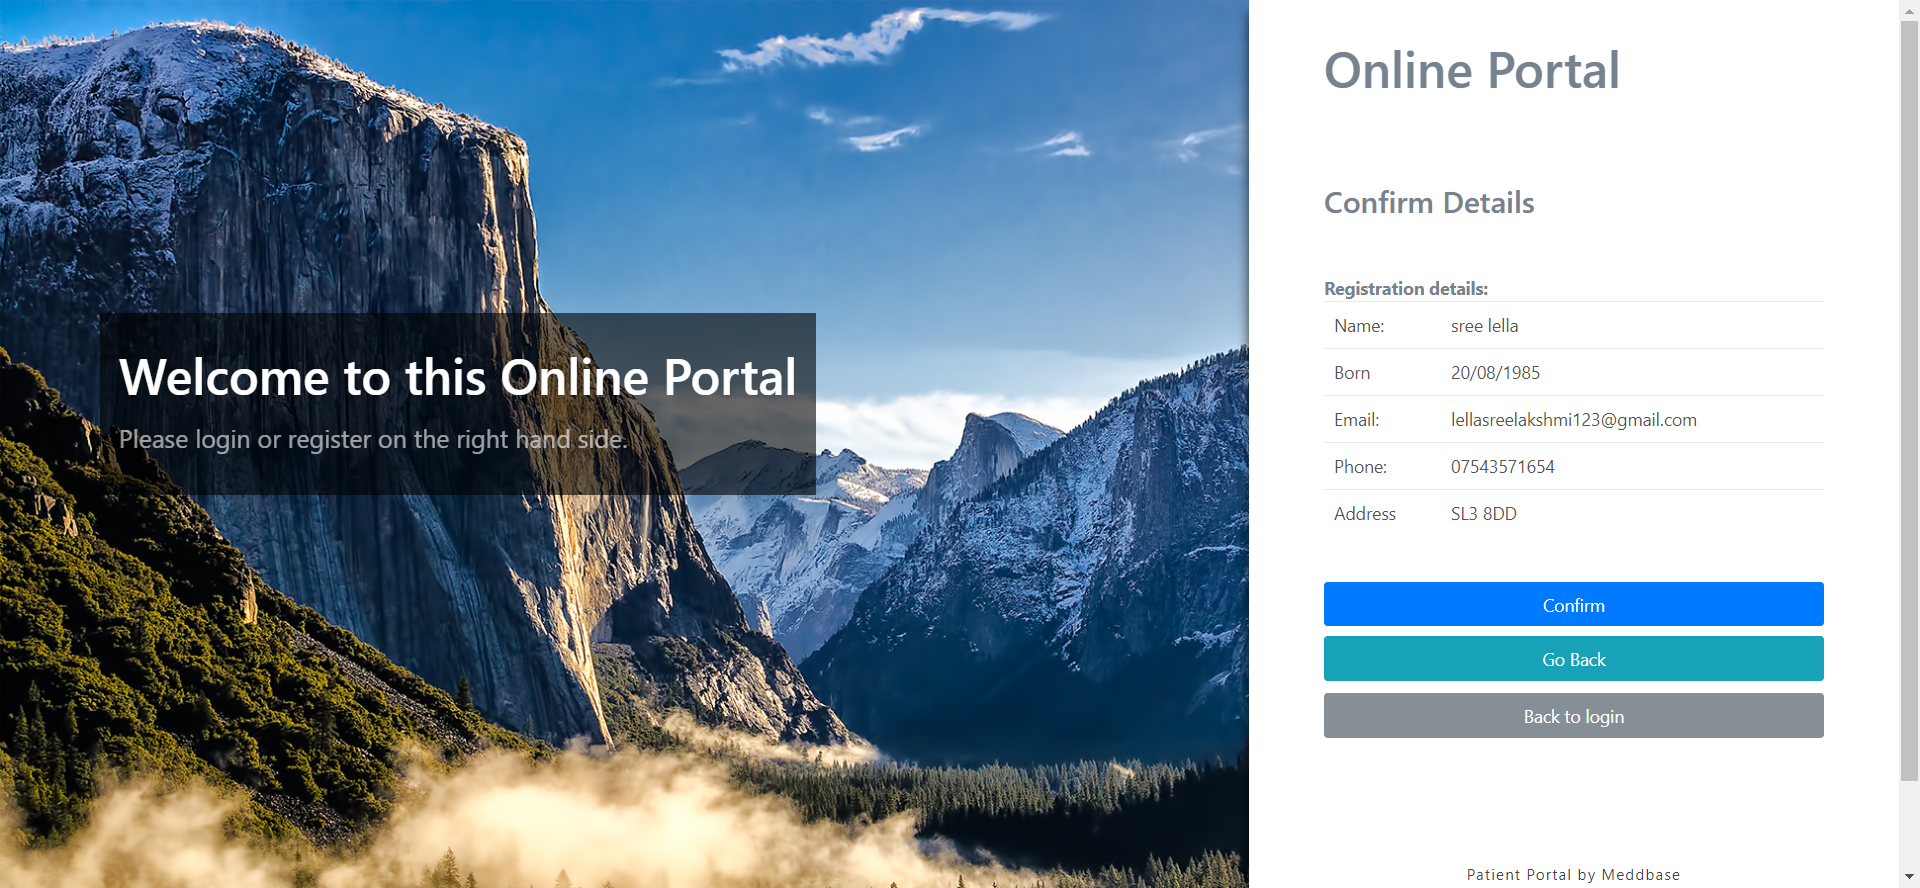 Welcome to this Online Portal
Please login or register on the right hand side.
Online Portal
Confirm Details
Registration details:
Name: sree lella
Born 20/08/1985
Email: lellasreelakshmi123@gmail.com
Phone: 07543571654
Address SL3 8DD
Confirm
Go Back
Back to login
Patient Portal by Meddbase